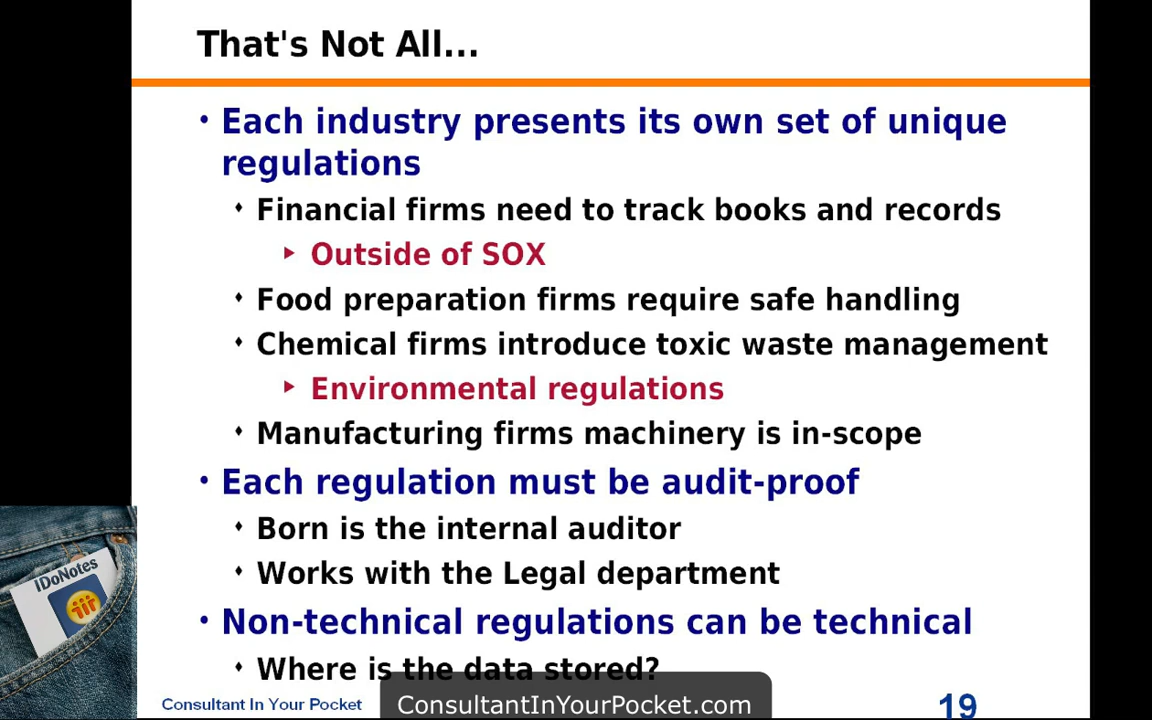 That's Not All...
• Each industry presents its own set of unique
regulations
♦ Financial firms need to track books and records
▶ Outside of SOX
♦ Food preparation firms require safe handling
♦ Chemical firms introduce toxic waste management
▶ Environmental regulations
♦ Manufacturing firms machinery is in-scope
• Each regulation must be audit-proof
♦ Born is the internal auditor
♦ Works with the Legal department
• Non-technical regulations can be technical
♦ Where is the data stored?
IDoNotes
Consultant In Your Pocket
ConsultantInYourPocket.com
19